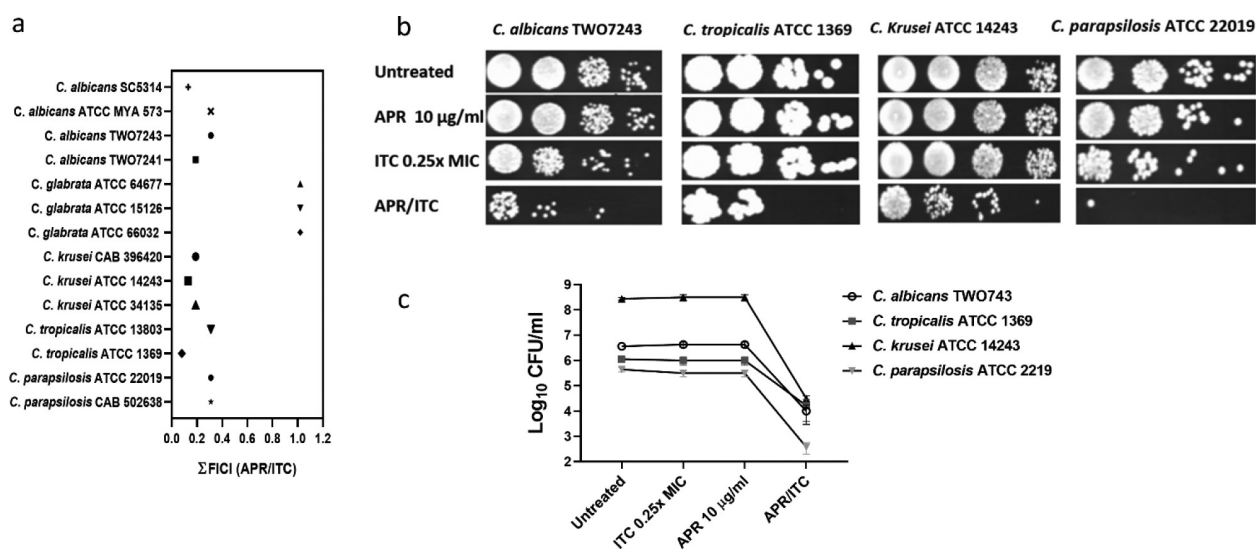 a
C. albicans SC5314
C. albicans ATCC MYA 573
C. albicans TWO7243
C. albicans TWO7241
C. glabrata ATCC 64677
C. glabrata ATCC 15126
C. glabrata ATCC 66032
C. krusei CAB 396420
C. krusei ATCC 14243
C. krusei ATCC 34135
C. tropicalis ATCC 13803
C. tropicalis ATCC 1369
C. parapsilosis ATCC 22019
C. parapsilosis CAB 502638
0.0 0.2 0.4 0.6 0.8 1.0 1.2
ΣFICI (APR/ITC)
b
C. albicans TWO7243 C. tropicalis ATCC 1369 C. Krusei ATCC 14243 C. parapsilosis ATCC 22019
Untreated
APR 10 µg/ml
ITC 0.25x MIC
APR/ITC
c
Log10 CFU/ml
9
8
7
6
5
4
3
2
Untreated
ITC 0.25x MIC
APR 10 µg/ml
APR/ITC
C. albicans TWO743
C. tropicalis ATCC 1369
C. krusei ATCC 14243
C. parapsilosis ATCC 2219